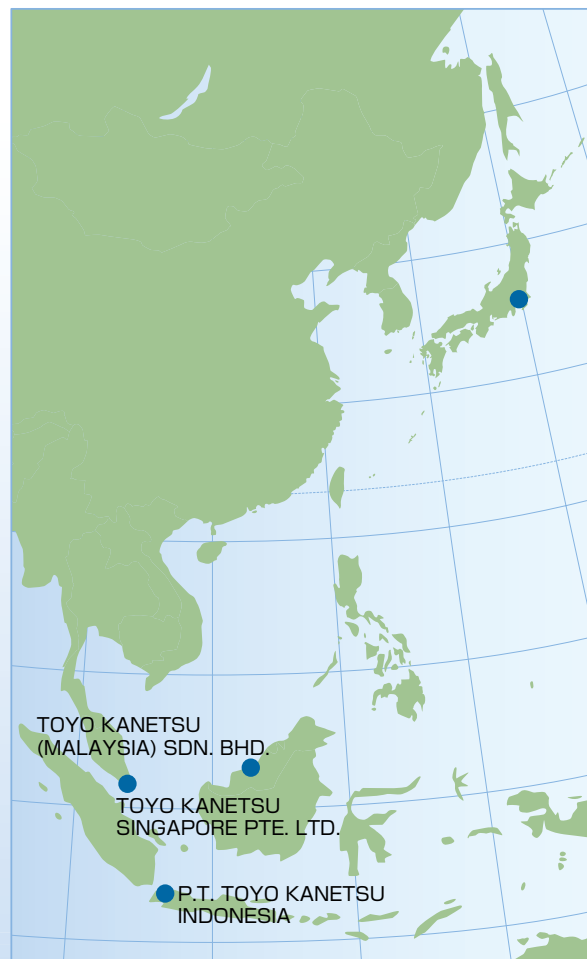 TOYO KANETSU
(MALAYSIA) SDN. BHD.
TOYO KANETSU
SINGAPORE PTE. LTD.
P.T. TOYO KANETSU
INDONESIA